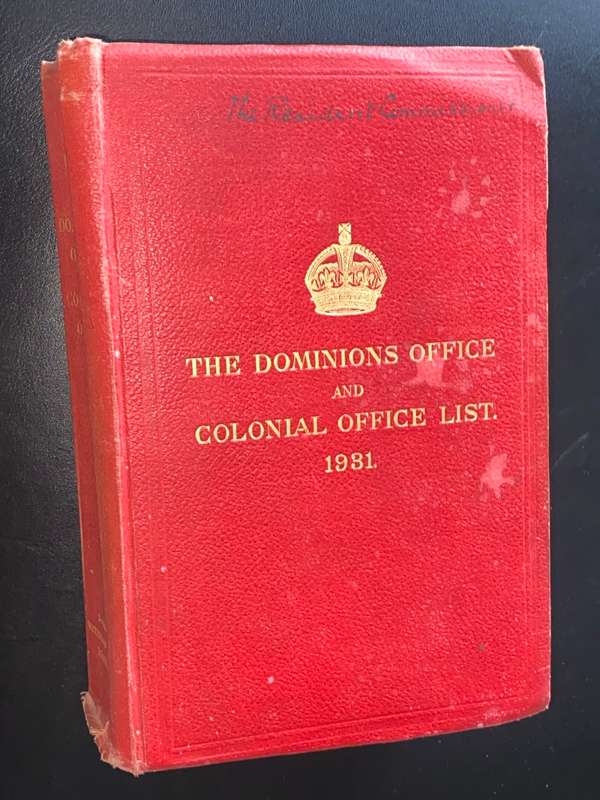 The Resident Commissioner
THE DOMINIONS OFFICE
AND
COLONIAL OFFICE LIST.
1931.